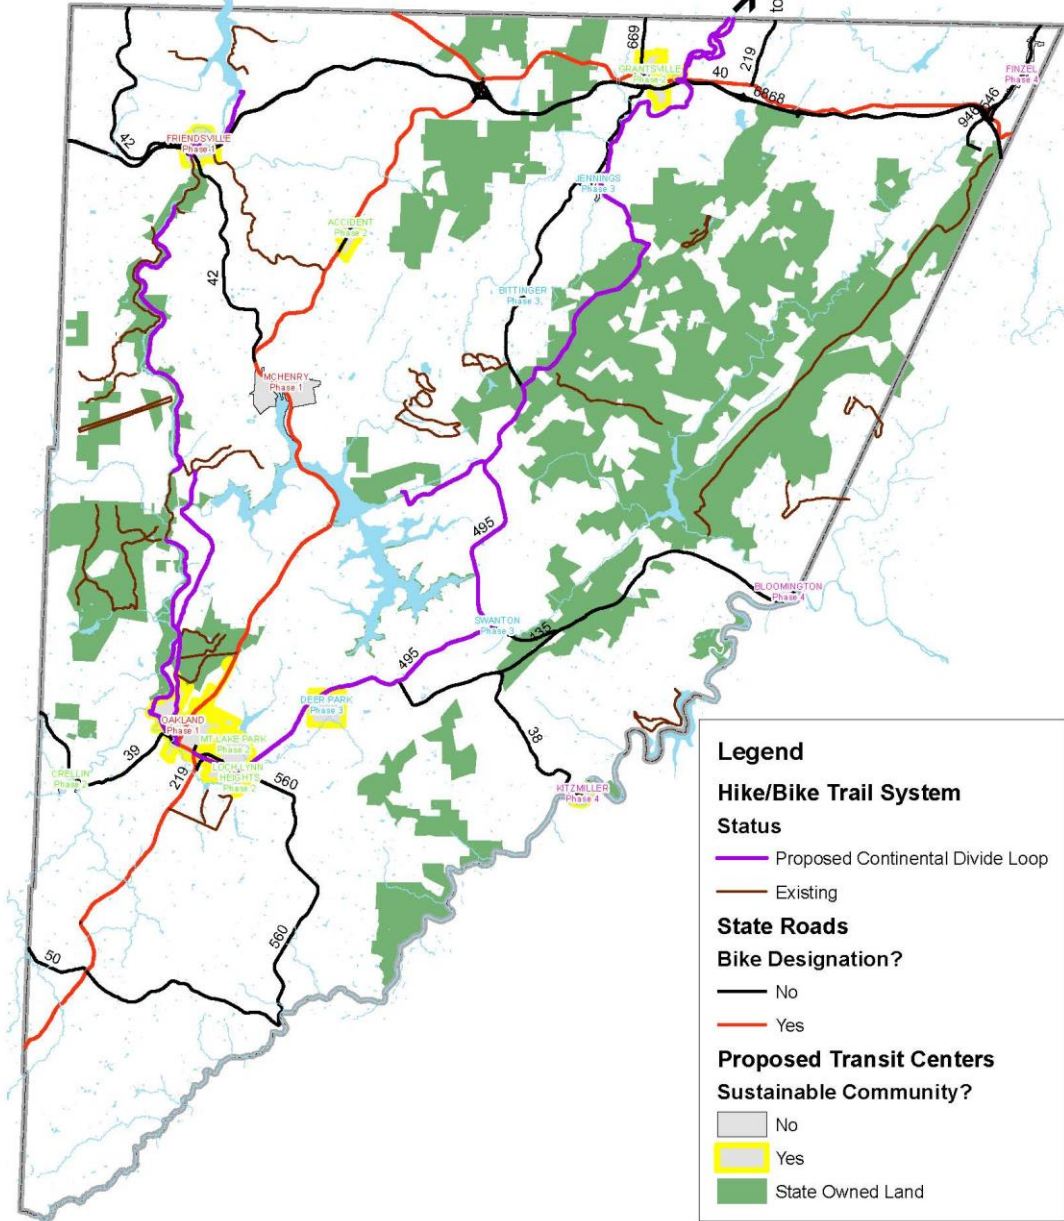 to
669
219
40
GRANTSVILLE
Phase 2
FINZEL
Phase 4
6868
946
546
42
FRIENDSVILLE
Phase 1
JENNINGS
Phase 3
ACCIDENT
Phase 2
42
BITTINGER
Phase 3
MCHENRY
Phase 1
495
BLOOMINGTON
Phase 4
SWANTON
Phase 3
135
495
DEER PARK
Phase 3
OAKLAND
Phase 1
MT LAKE PARK
Phase 2
39
38
LOCH LYNN
HEIGHTS
Phase 2
CRELLIN
Phase 2
219
560
KITZMILLER
Phase 4
560
50
Legend
Hike/Bike Trail System
Status
Proposed Continental Divide Loop
Existing
State Roads
Bike Designation?
No
Yes
Proposed Transit Centers
Sustainable Community?
No
Yes
State Owned Land